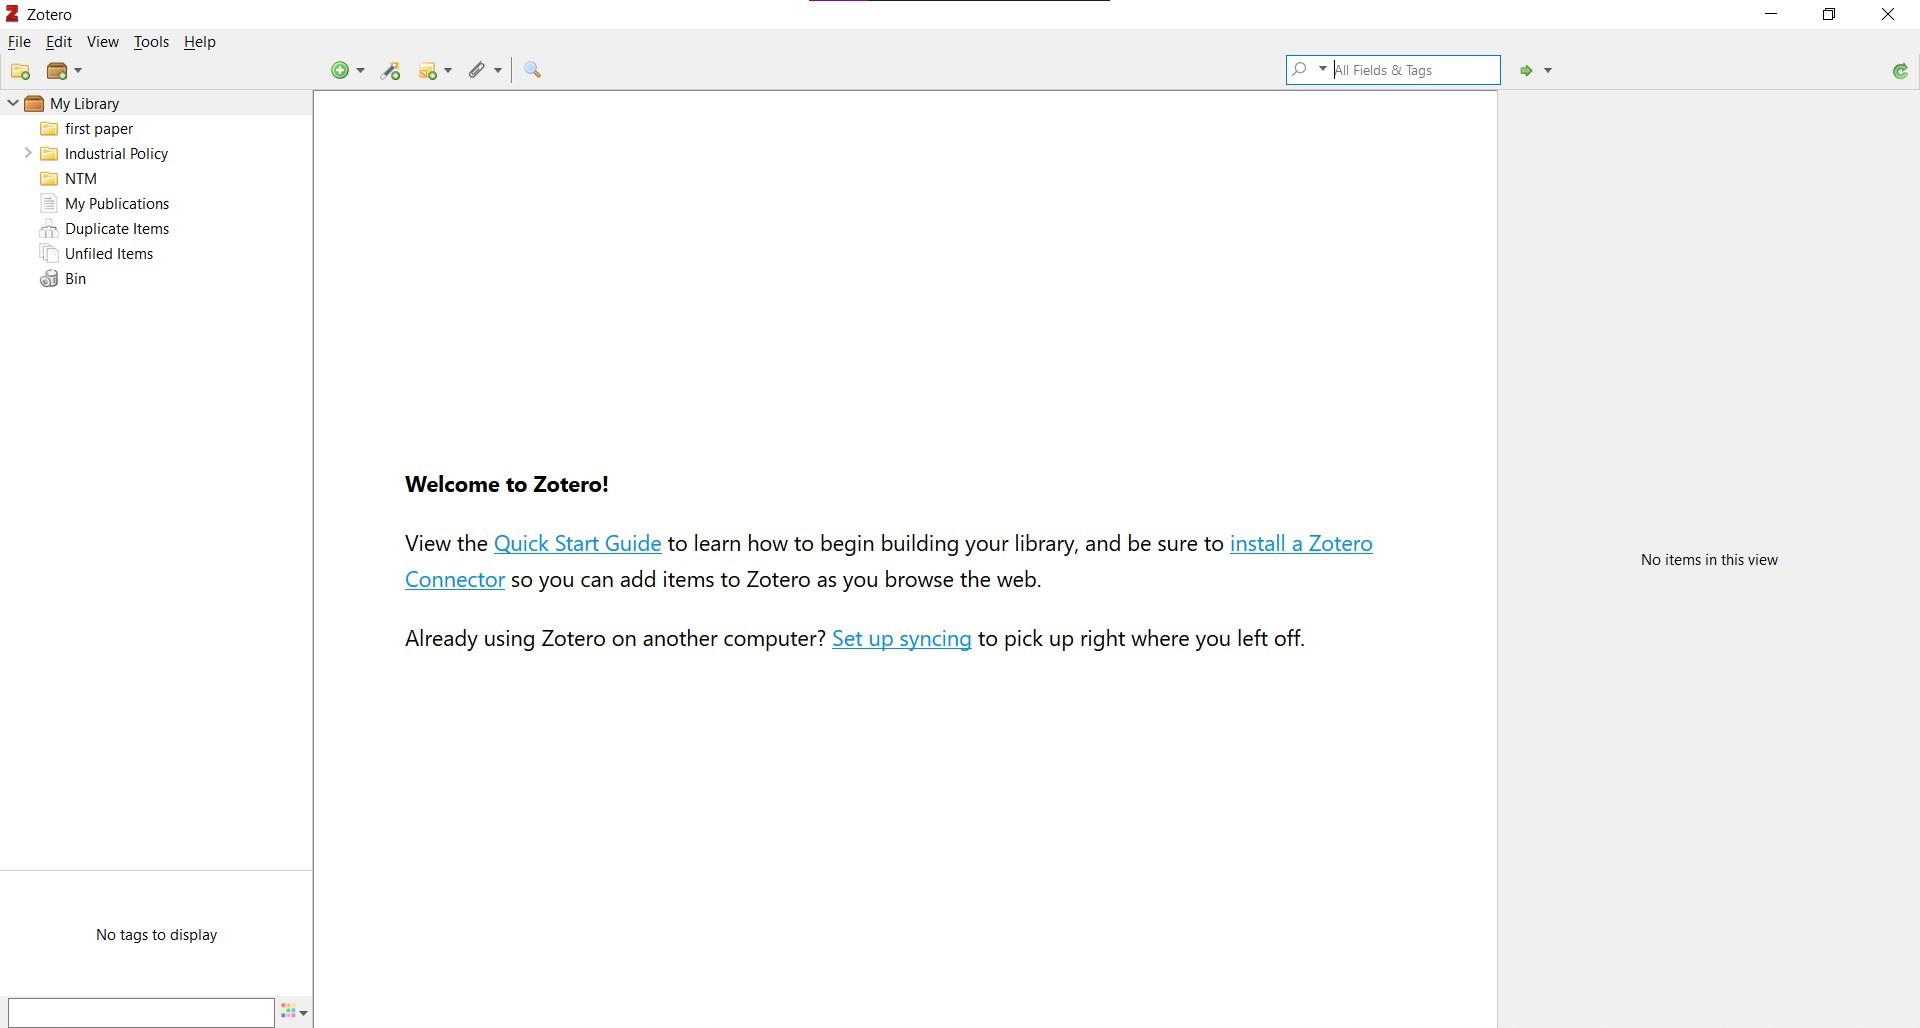 Zotero
File Edit View Tools Help
All Fields & Tags
My Library
first paper
Industrial Policy
NTM
My Publications
Duplicate Items
Unfiled Items
Bin
Welcome to Zotero!
View the Quick Start Guide to learn how to begin building your library, and be sure to install a Zotero
Connector so you can add items to Zotero as you browse the web.
Already using Zotero on another computer? Set up syncing to pick up right where you left off.
No items in this view
No tags to display